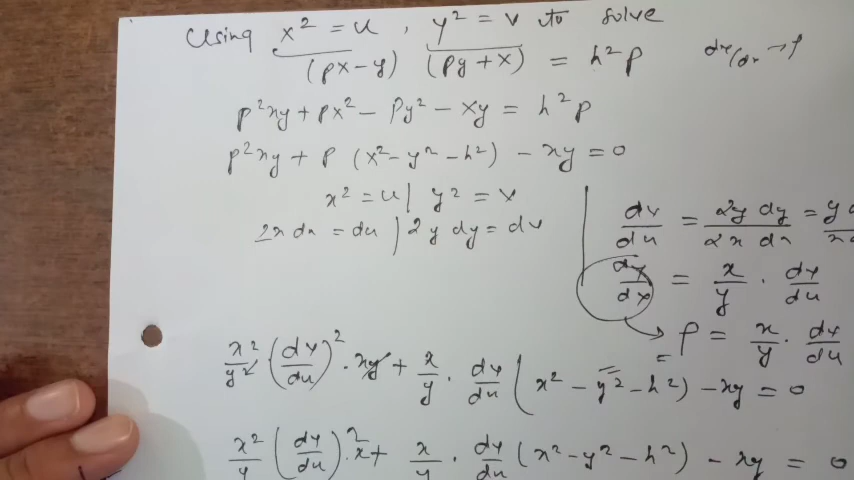 Using x² = u , y² = v to solve
(px-y) (py+x) = h²p
p²xy + px² - Py² - xy = h²p
p²xy + p (x²-y²-h²) - xy = 0
x² = u | y² = v
2x dx = du | 2y dy = dv
dv/du = 2y dy / 2x dx =
dy/dx = x/y · dv/du
p = x/y · dv/du
x²/y² (dv/du)² · xy + x/y · dv/du (x² - y² - h²) - xy = 0
x²/y (dv/du)² · x + x/y · dv/du (x² - y² - h²) - xy = 0